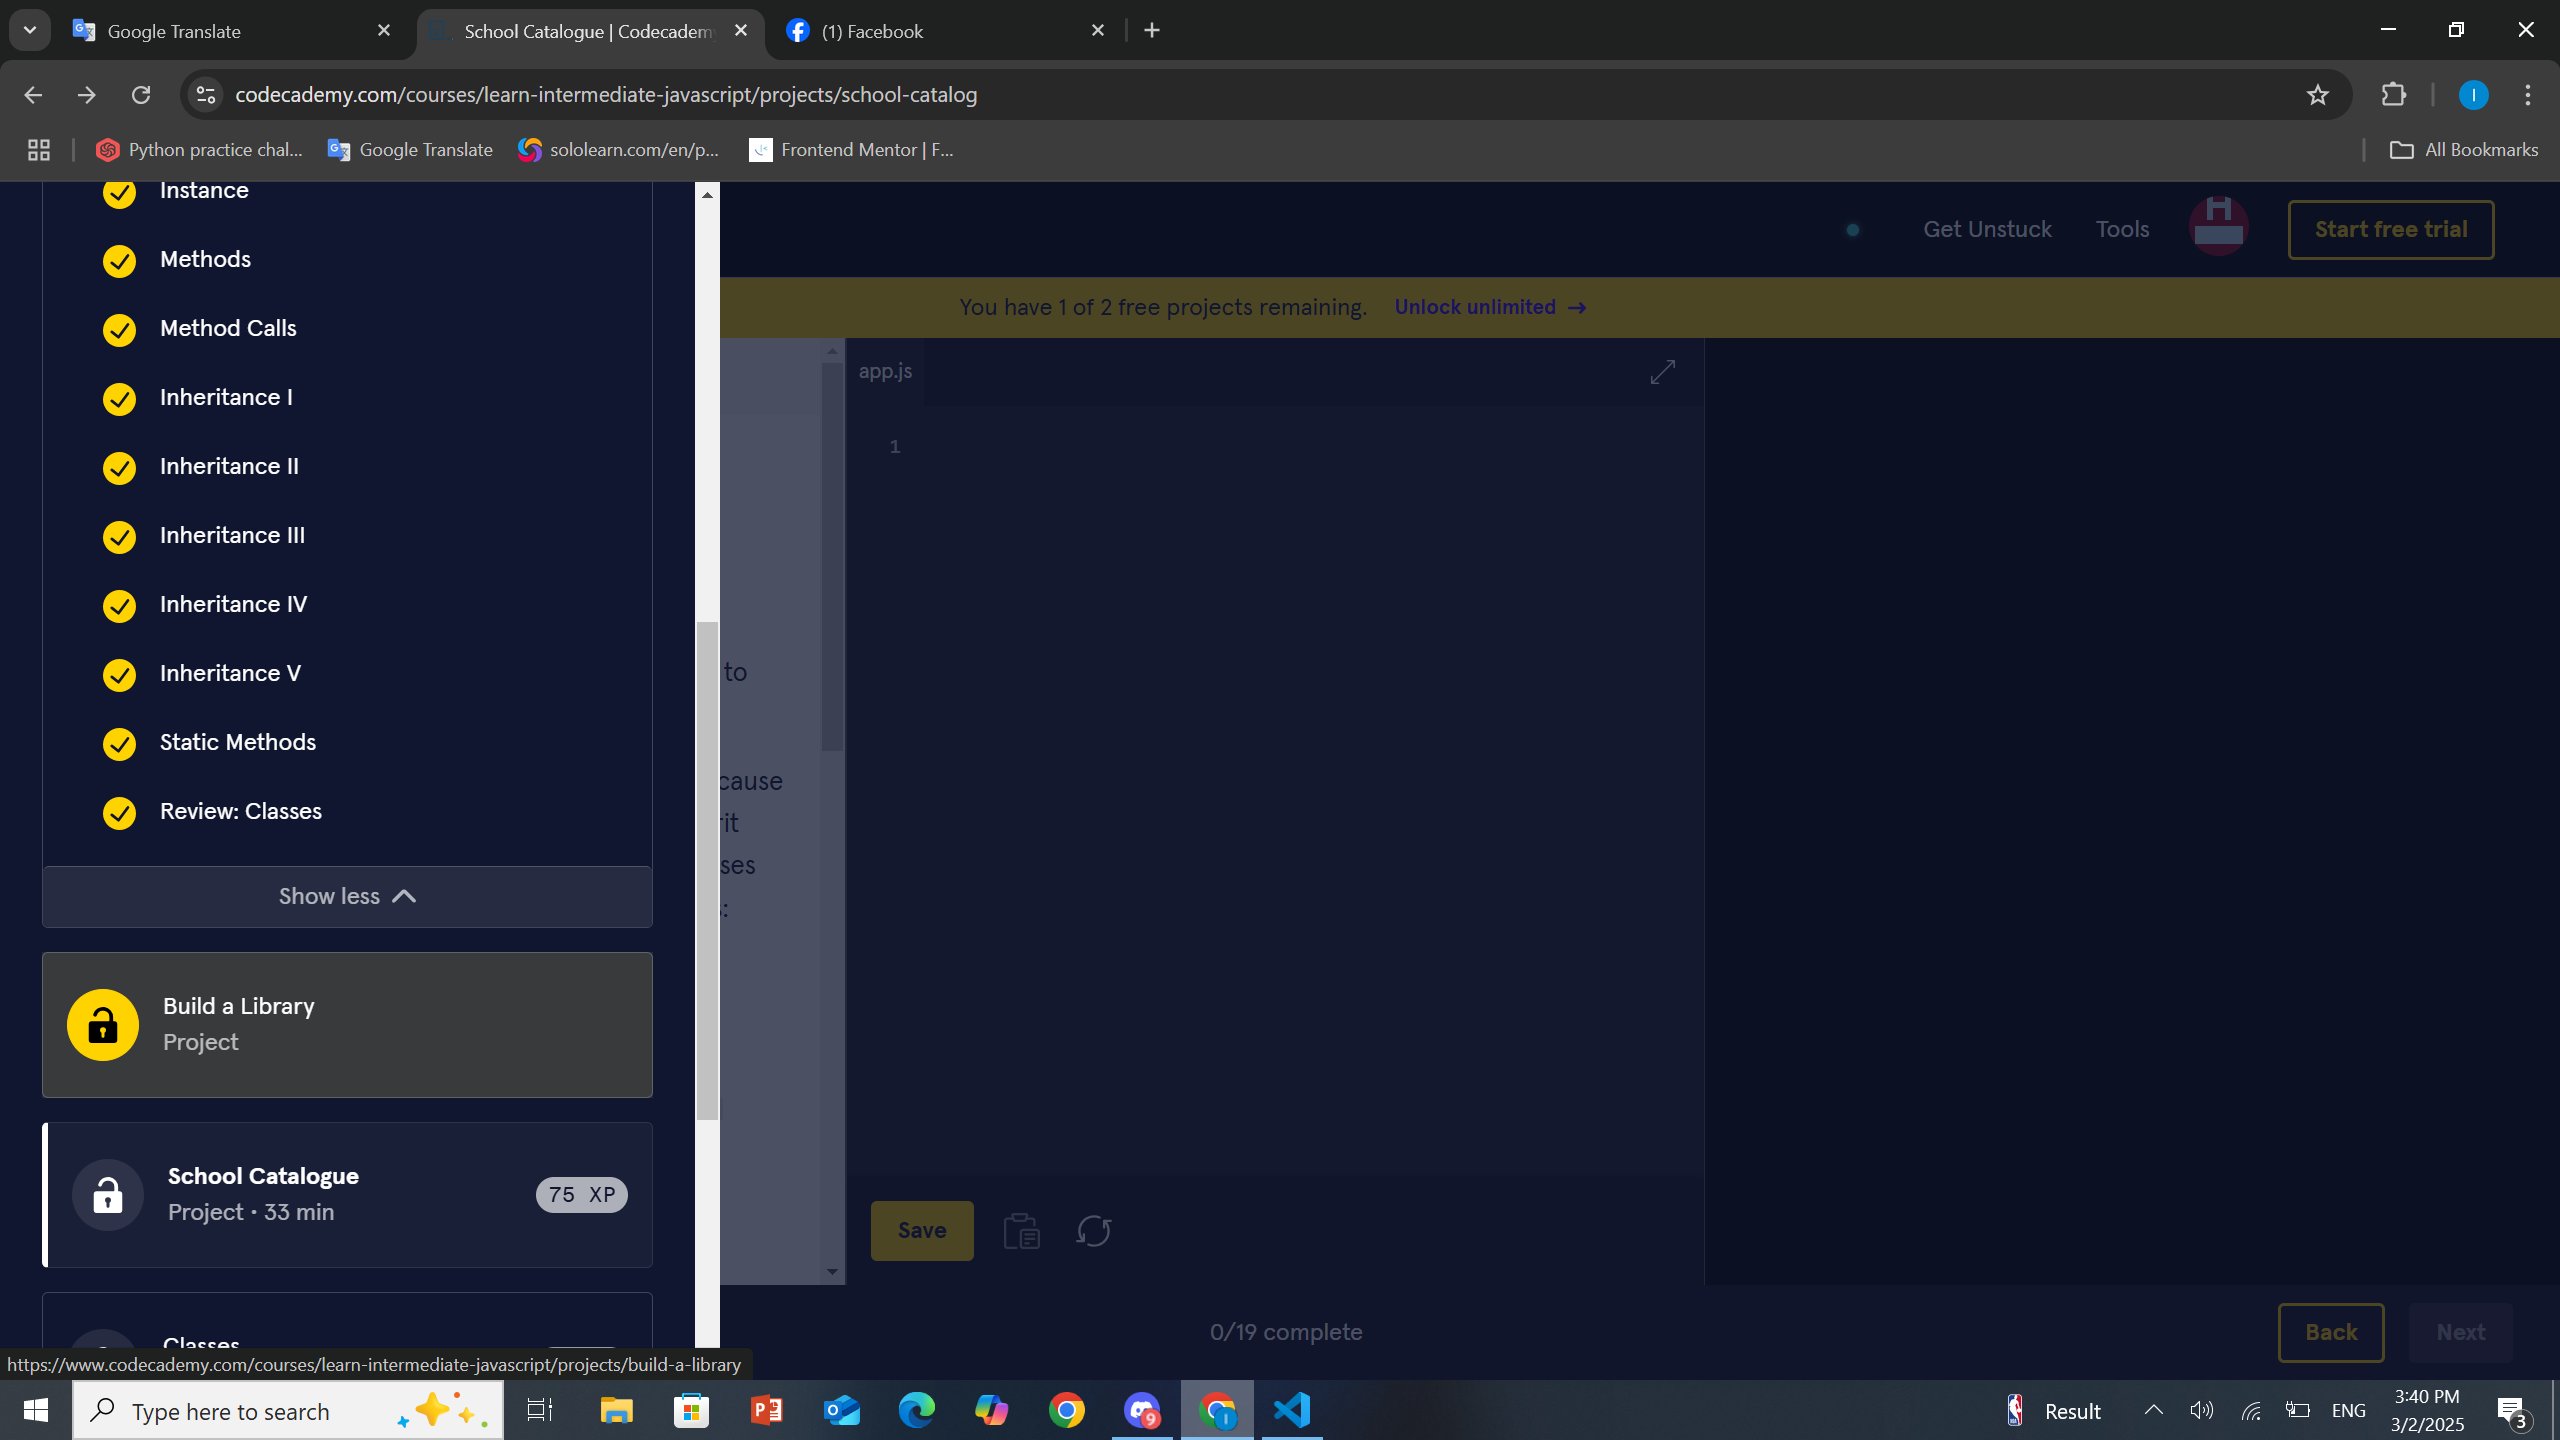 Google Translate
School Catalogue | Codecadem
(1) Facebook
codecademy.com/courses/learn-intermediate-javascript/projects/school-catalog
Python practice chal...
Google Translate
sololearn.com/en/p...
Frontend Mentor | F...
All Bookmarks
Instance
Methods
Method Calls
Inheritance I
Inheritance II
Inheritance III
Inheritance IV
Inheritance V
Static Methods
Review: Classes
Show less
Build a Library
Project
School Catalogue
Project • 33 min
75 XP
Classes
https://www.codecademy.com/courses/learn-intermediate-javascript/projects/build-a-library
Get Unstuck
Tools
Start free trial
You have 1 of 2 free projects remaining.
Unlock unlimited →
to
cause
rit
ses
s:
app.js
1
Save
0/19 complete
Back
Next
Type here to search
9
I
Result
ENG
3:40 PM
3/2/2025
3